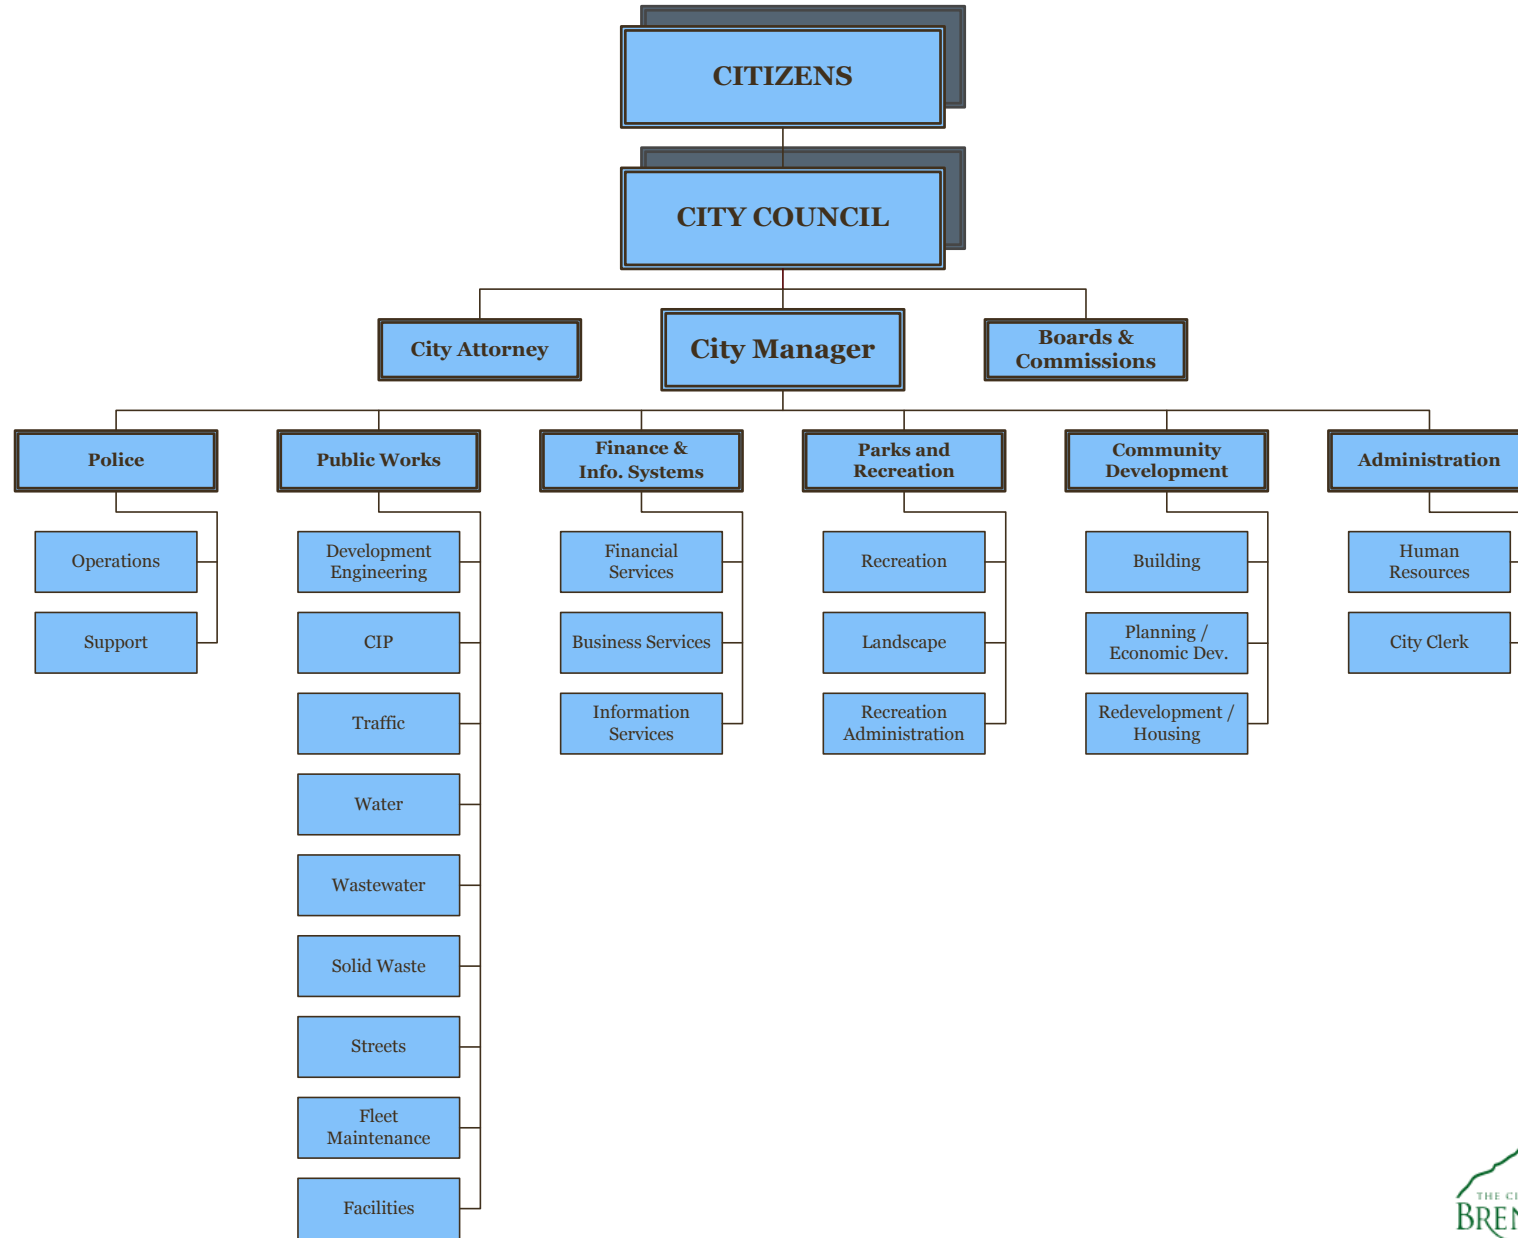 CITIZENS
CITY COUNCIL
City Attorney
City Manager
Boards &
Commissions
Police
Public Works
Finance &
Info. Systems
Parks and
Recreation
Community
Development
Administration
Operations
Support
Development
Engineering
CIP
Traffic
Water
Wastewater
Solid Waste
Streets
Fleet
Maintenance
Facilities
Financial
Services
Business Services
Information
Services
Recreation
Landscape
Recreation
Administration
Building
Planning /
Economic Dev.
Redevelopment /
Housing
Human
Resources
City Clerk
THE